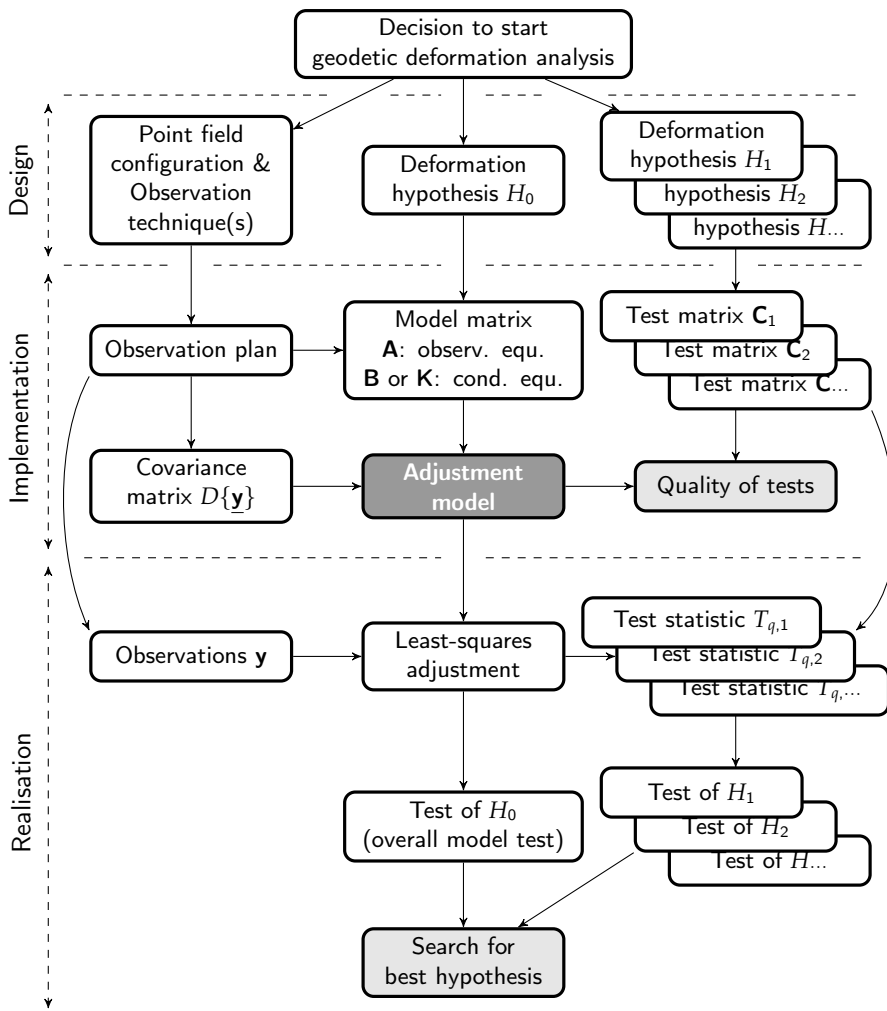 Decision to start
geodetic deformation analysis
Design
Point field
configuration &
Observation
technique(s)
Deformation
hypothesis H₀
Deformation
hypothesis H₁
hypothesis H₂
hypothesis H...
Implementation
Observation plan
Model matrix
A: observ. equ.
B or K: cond. equ.
Test matrix C₁
Test matrix C₂
Test matrix C...
Covariance
matrix D{y}
Adjustment
model
Quality of tests
Realisation
Observations y
Least-squares
adjustment
Test statistic T_{q,1}
Test statistic T_{q,2}
Test statistic T_{q,...}
Test of H₀
(overall model test)
Test of H₁
Test of H₂
Test of H...
Search for
best hypothesis